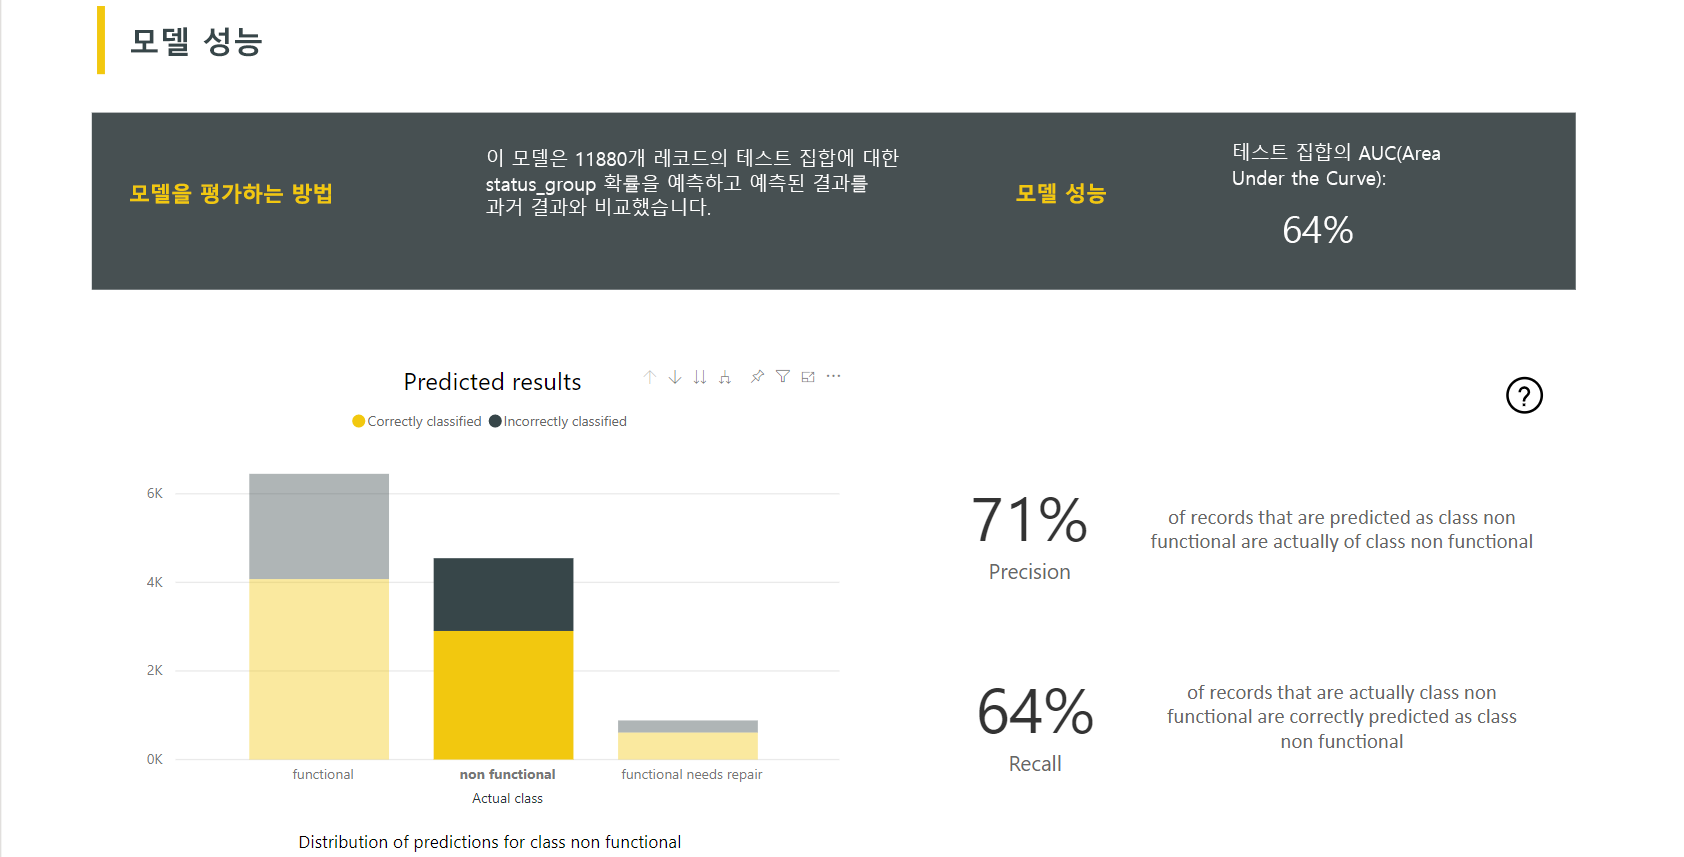 모델 성능
모델을 평가하는 방법
이 모델은 11880개 레코드의 테스트 집합에 대한
status_group 확률을 예측하고 예측된 결과를
과거 결과와 비교했습니다.
모델 성능
테스트 집합의 AUC(Area
Under the Curve):
64%
Predicted results
Correctly classified Incorrectly classified
6K
4K
2K
0K
functional non functional functional needs repair
Actual class
Distribution of predictions for class non functional
?
71%
Precision
of records that are predicted as class non
functional are actually of class non functional
64%
Recall
of records that are actually class non
functional are correctly predicted as class
non functional